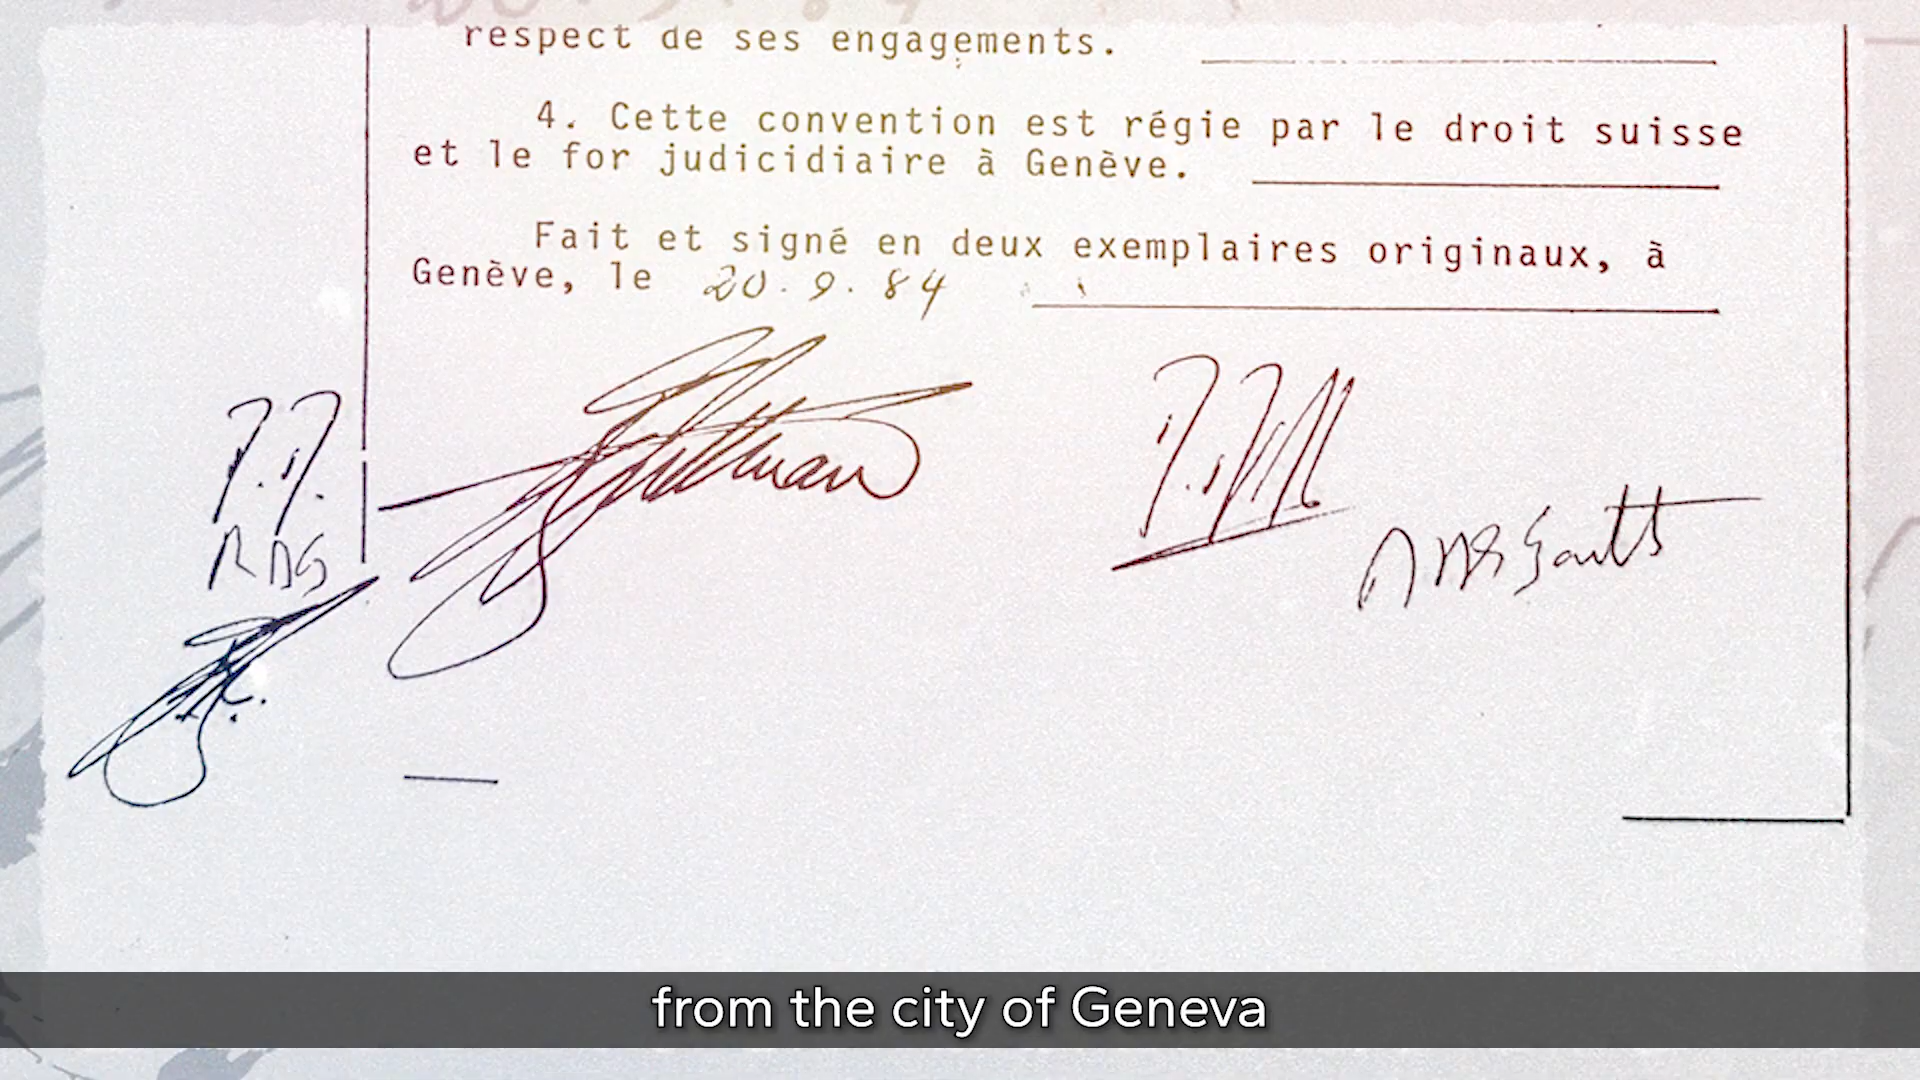 respect de ses engagements.
4. Cette convention est régie par le droit suisse
et le for judicidiaire à Genève.
Fait et signé en deux exemplaires originaux, à
Genève, le 20.9.84
from the city of Geneva